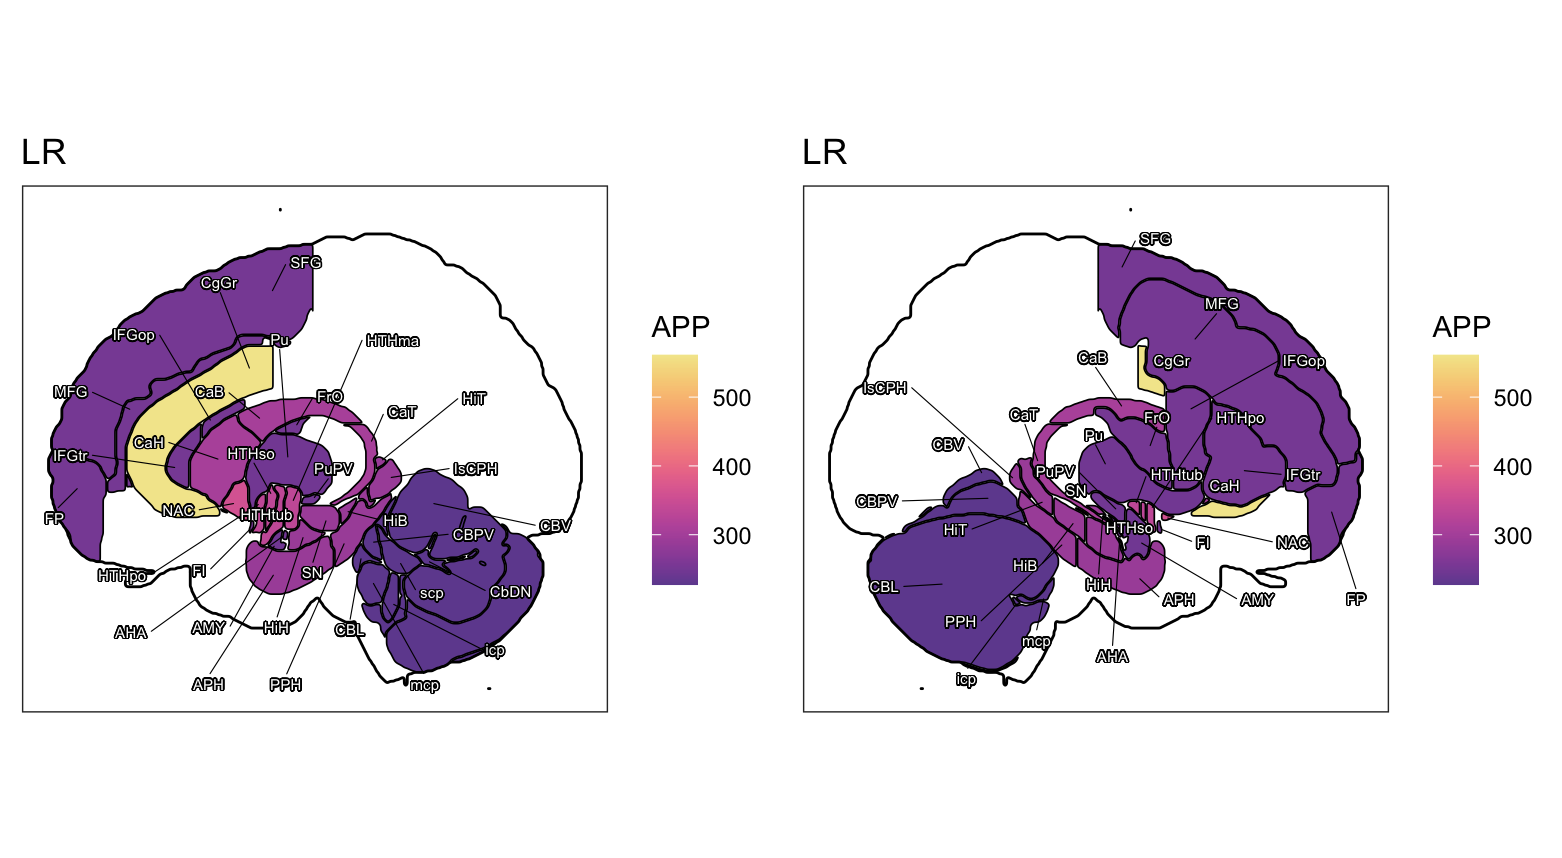 LR
SFG
CgGr
IFGop
Pu
HTHma
MFG
CaB
FrO
CaT
HiT
CaH
IFGtr
HTHso
PuPV
IsCPH
NAC
HTHtub
FP
HiB
CBV
CBPV
HTHpo
FI
SN
scp
CbDN
AHA
AMY
HiH
CBL
icp
APH
PPH
mcp
APP
500
400
300
LR
SFG
MFG
CaB
CgGr
IFGop
IsCPH
CaT
FrO
HTHpo
CBV
Pu
PuPV
HTHtub
IFGtr
SN
CaH
CBPV
HiT
HTHso
FI
NAC
HiB
CBL
HiH
APH
AMY
FP
PPH
mcp
AHA
icp
APP
500
400
300